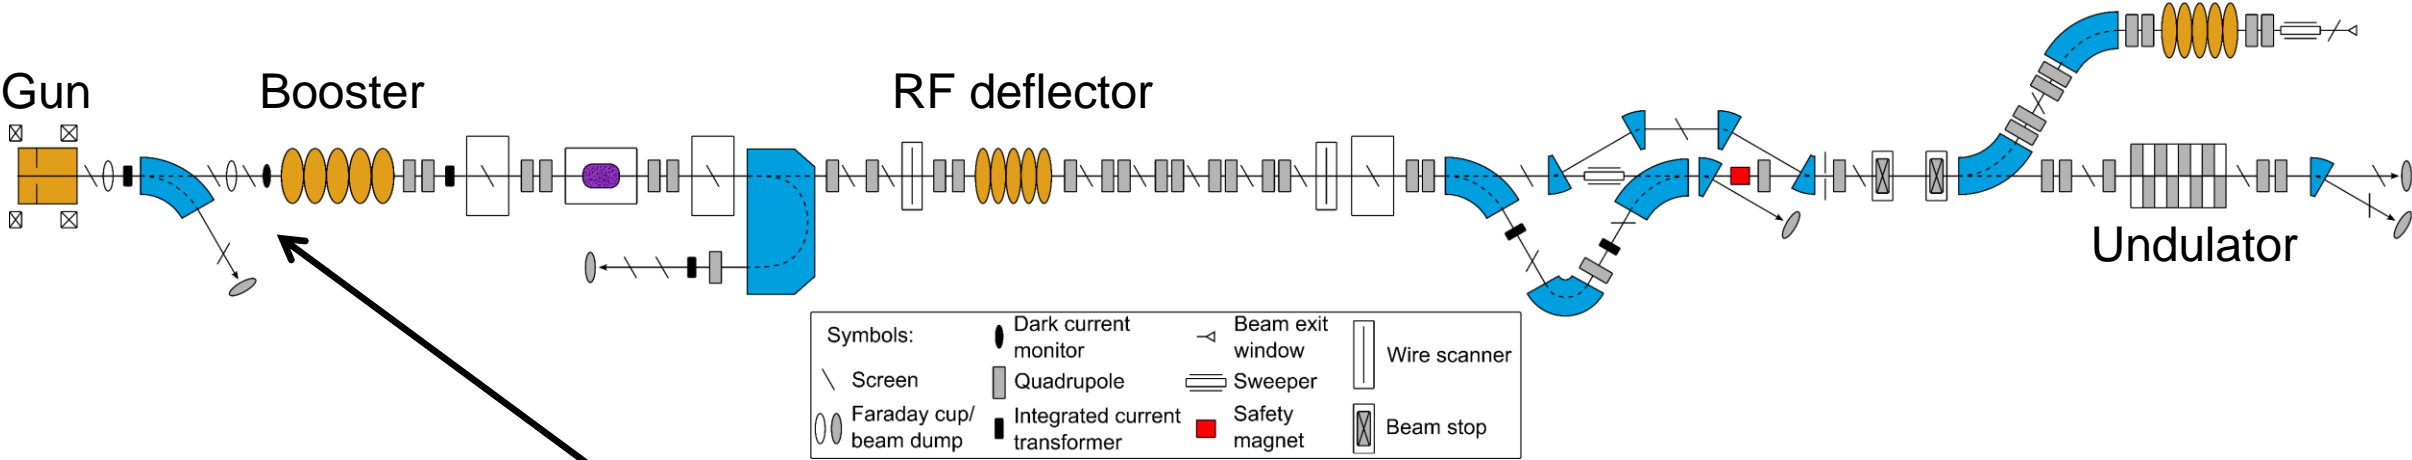 Gun
Booster
RF deflector
Undulator
Symbols:
Screen
Faraday cup/
beam dump
Dark current
monitor
Quadrupole
Integrated current
transformer
Beam exit
window
Sweeper
Safety
magnet
Wire scanner
Beam stop